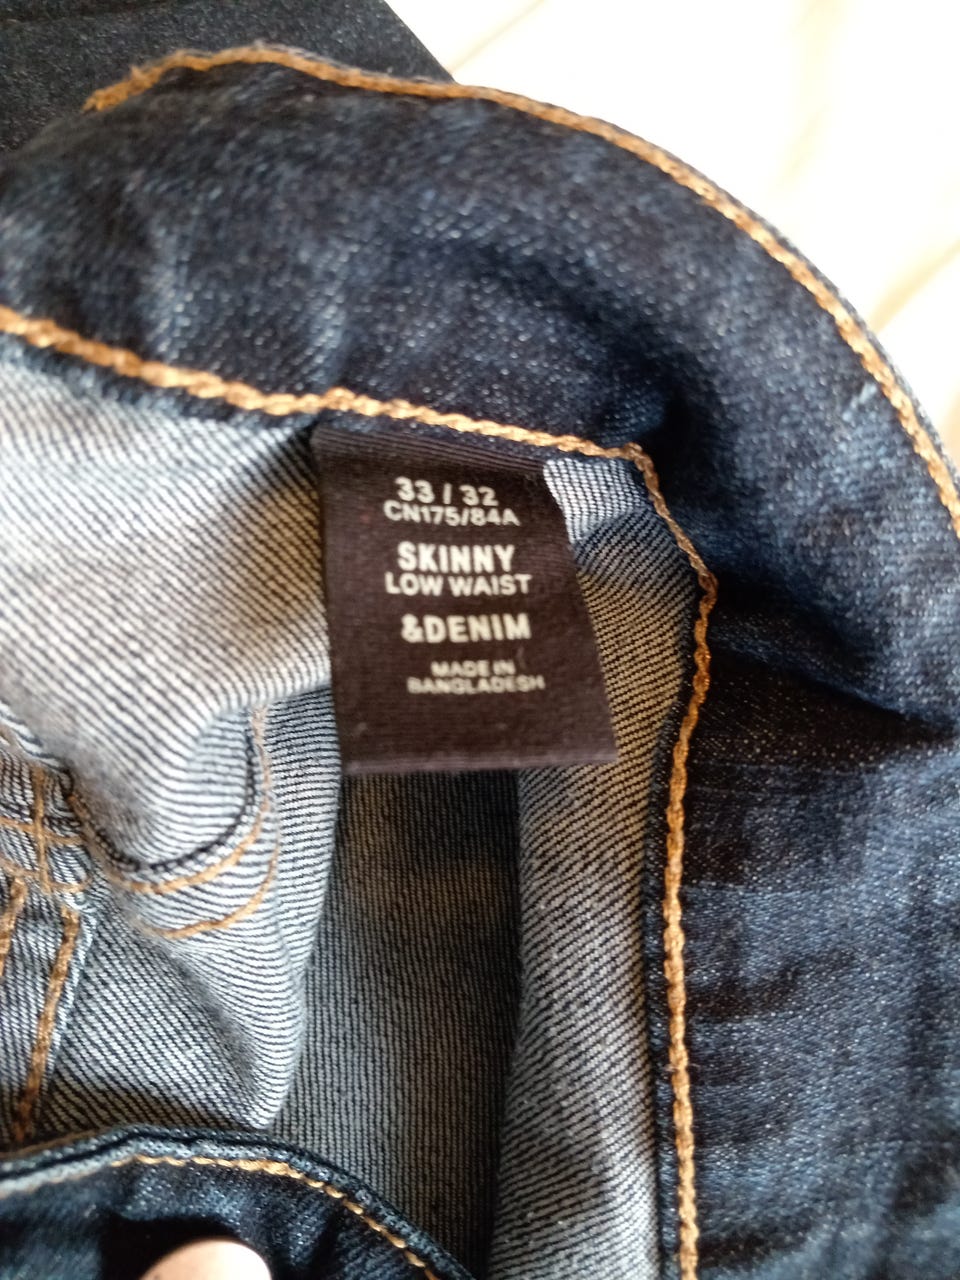 33 / 32
CN175/84A
SKINNY
LOW WAIST
&DENIM
MADE IN
BANGLADESH